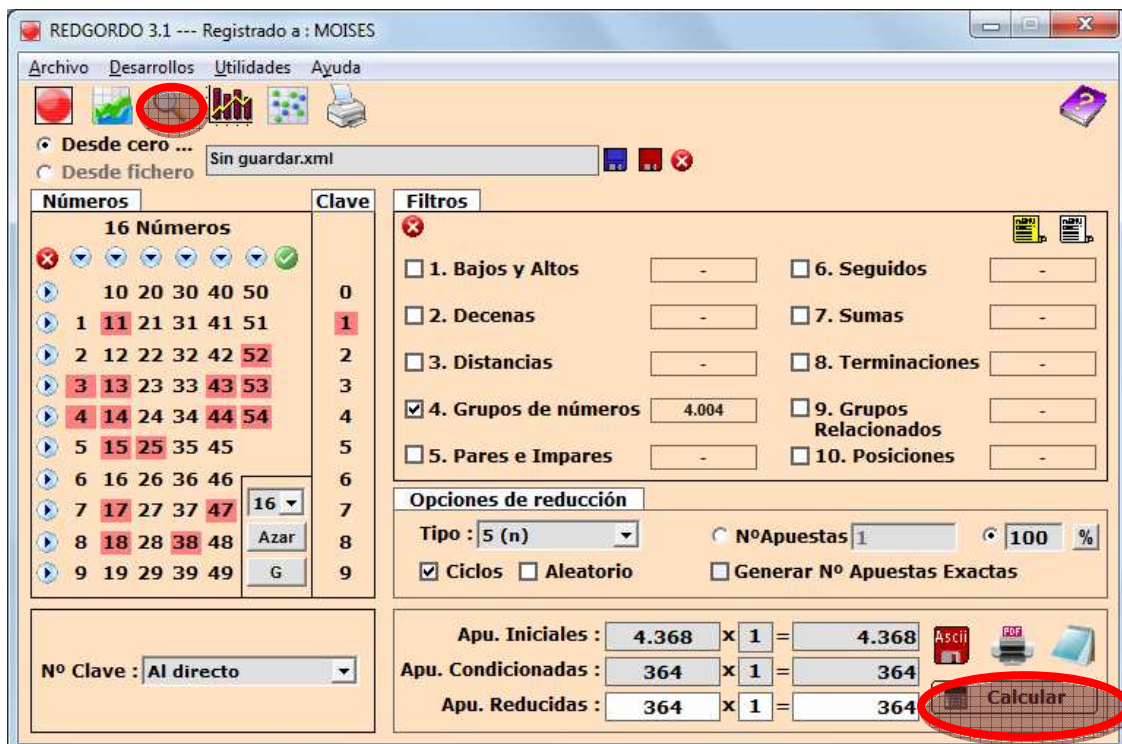 REDGORDO 3.1 --- Registrado a : MOISES
Archivo Desarrollos Utilidades Ayuda
Desde cero ...
Desde fichero
Sin guardar.xml
Números
Clave
16 Números
10 20 30 40 50 0
1 11 21 31 41 51 1
2 12 22 32 42 52 2
3 13 23 33 43 53 3
4 14 24 34 44 54 4
5 15 25 35 45 5
6 16 26 36 46 6
7 17 27 37 47 7
8 18 28 38 48 8
9 19 29 39 49 9
16
Azar
G
Nº Clave : Al directo
Filtros
MENU MENU
1. Bajos y Altos -
2. Decenas -
3. Distancias -
4. Grupos de números 4.004
5. Pares e Impares -
6. Seguidos -
7. Sumas -
8. Terminaciones -
9. Grupos
Relacionados -
10. Posiciones -
Opciones de reducción
Tipo : 5 (n) NºApuestas 1 100 %
Ciclos Aleatorio Generar Nº Apuestas Exactas
Apu. Iniciales : 4.368 x 1 = 4.368
Apu. Condicionadas : 364 x 1 = 364
Apu. Reducidas : 364 x 1 = 364
Ascii
PDF
Calcular